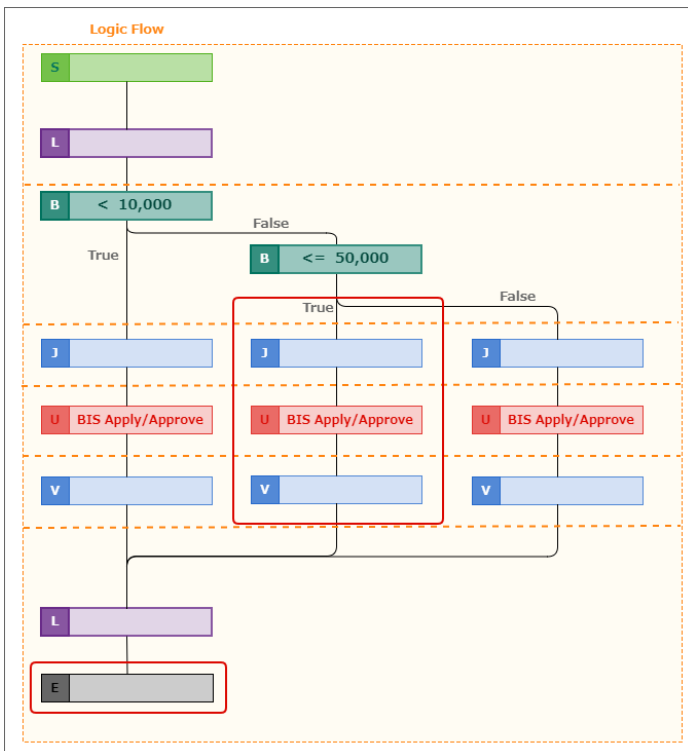 Logic Flow
S
L
B < 10,000
False
True
B <= 50,000
True
False
J
J
J
U BIS Apply/Approve
U BIS Apply/Approve
U BIS Apply/Approve
V
V
V
L
E